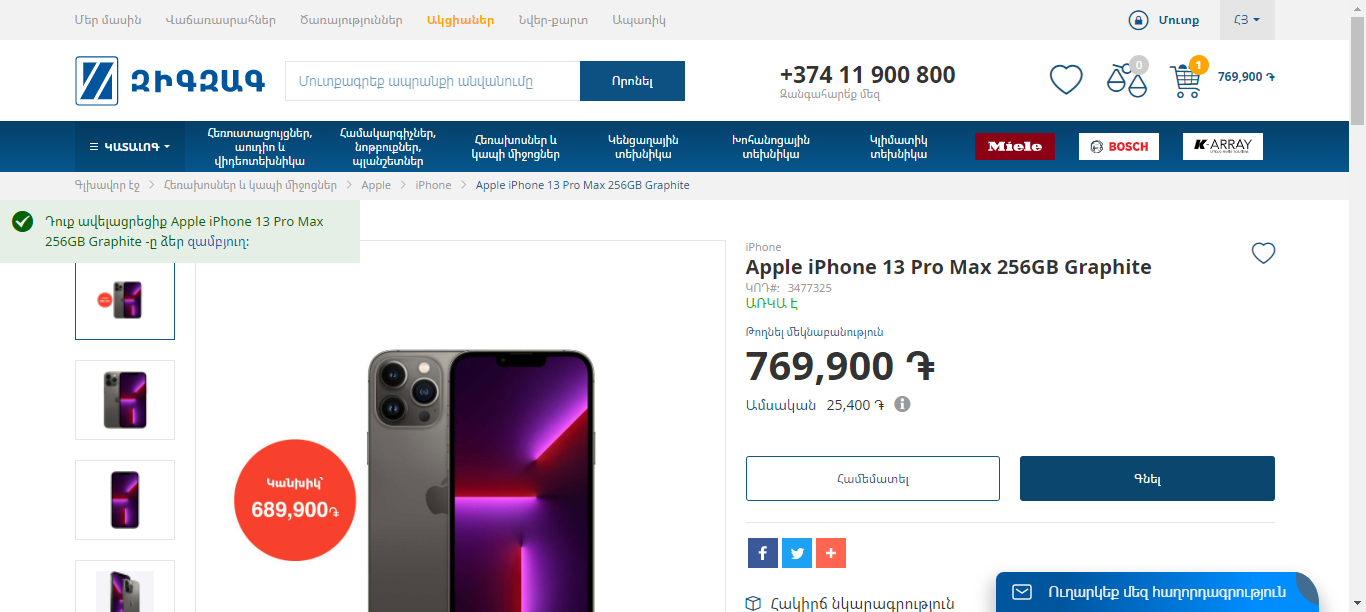 Մեր մասին Վաճառասրահներ Ծառայություններ Ակցիաներ Նվեր-քարտ Ապառիկ
Մուտք
ՀՅ
ԶԻԳԶԱԳ
Մուտքագրեք ապրանքի անվանումը
Որոնել
+374 11 900 800
Զանգահարե՛ք մեզ
0
1
769,900 ֏
ԿԱՏԱԼՈԳ
Հեռուստացույցներ,
աուդիո և
վիդեոտեխնիկա
Համակարգիչներ,
նոթբուքներ,
պլանշետներ
Հեռախոսներ և
կապի միջոցներ
Կենցաղային
տեխնիկա
Խոհանոցային
տեխնիկա
Կլիմատիկ
տեխնիկա
Miele
BOSCH
K-ARRAY
Գլխավոր էջ > Հեռախոսներ և կապի միջոցներ > Apple > iPhone > Apple iPhone 13 Pro Max 256GB Graphite
Դուք ավելացրեցիք Apple iPhone 13 Pro Max
256GB Graphite -ը ձեր զամբյուղ:
Կանխիկ՝
689,900֏
iPhone
Apple iPhone 13 Pro Max 256GB Graphite
ԿՈԴ#: 3477325
ԱՌԿԱ Է
Թողնել մեկնաբանություն
769,900 ֏
Ամսական 25,400 ֏
Համեմատել
Գնել
Հակիրճ նկարագրություն
Ուղարկեք մեզ հաղորդագրություն